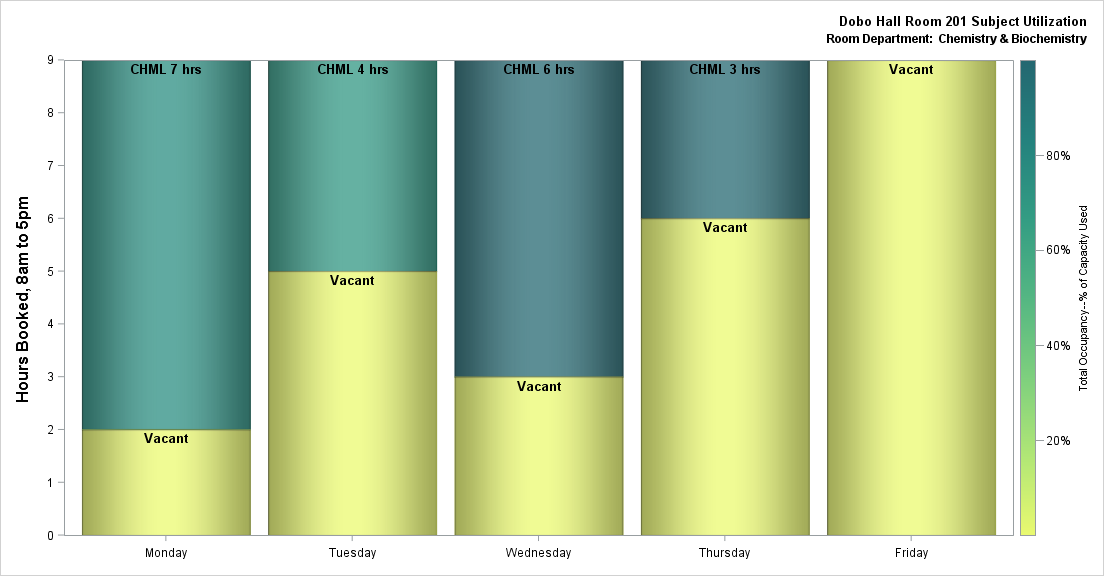 Dobo Hall Room 201 Subject Utilization
Room Department: Chemistry & Biochemistry
Hours Booked, 8am to 5pm
9
8
7
6
5
4
3
2
1
0
CHML 7 hrs
Vacant
CHML 4 hrs
Vacant
CHML 6 hrs
Vacant
CHML 3 hrs
Vacant
Vacant
Monday
Tuesday
Wednesday
Thursday
Friday
80%
60%
40%
20%
Total Occupancy--% of Capacity Used